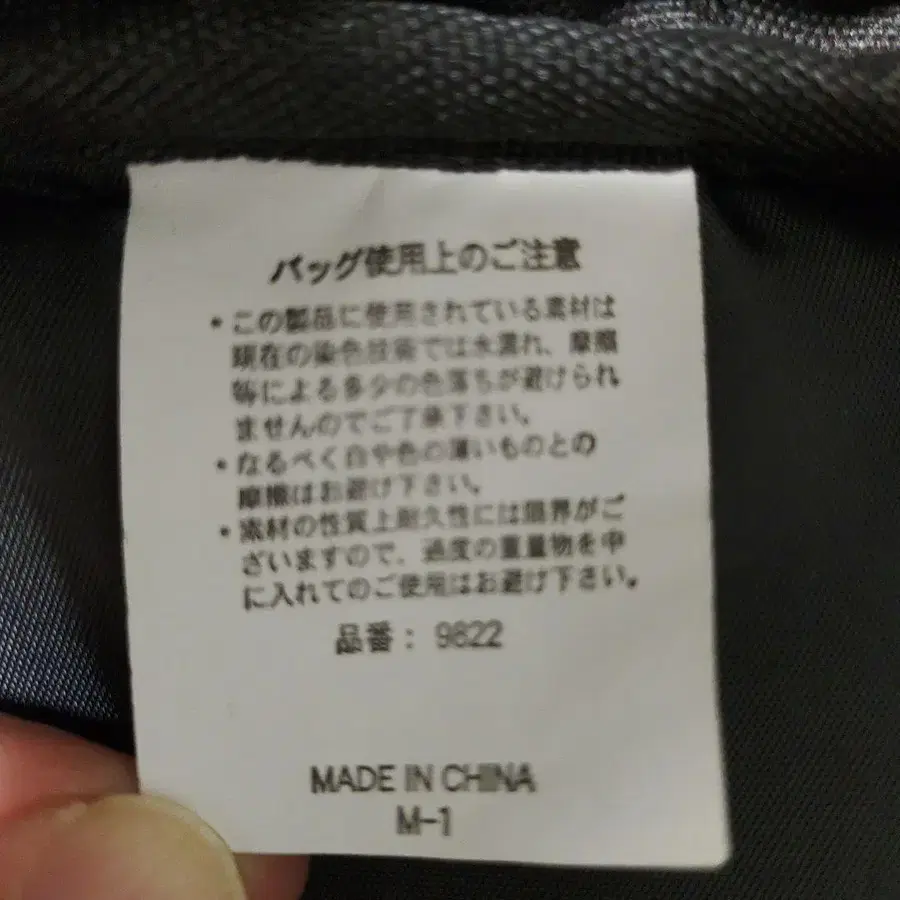 バッグ使用上のご注意
・この製品に使用されている素材は
現在の染色技術では水濡れ、摩擦
等による多少の色落ちが避けられ
ませんのでご了承下さい。
・なるべく白や色の薄いものとの
摩擦はお避け下さい。
・素材の性質上耐久性には限界がご
ざいますので、過度の重量物を中
に入れてのご使用はお避け下さい。
品番：9822
MADE IN CHINA
M-1